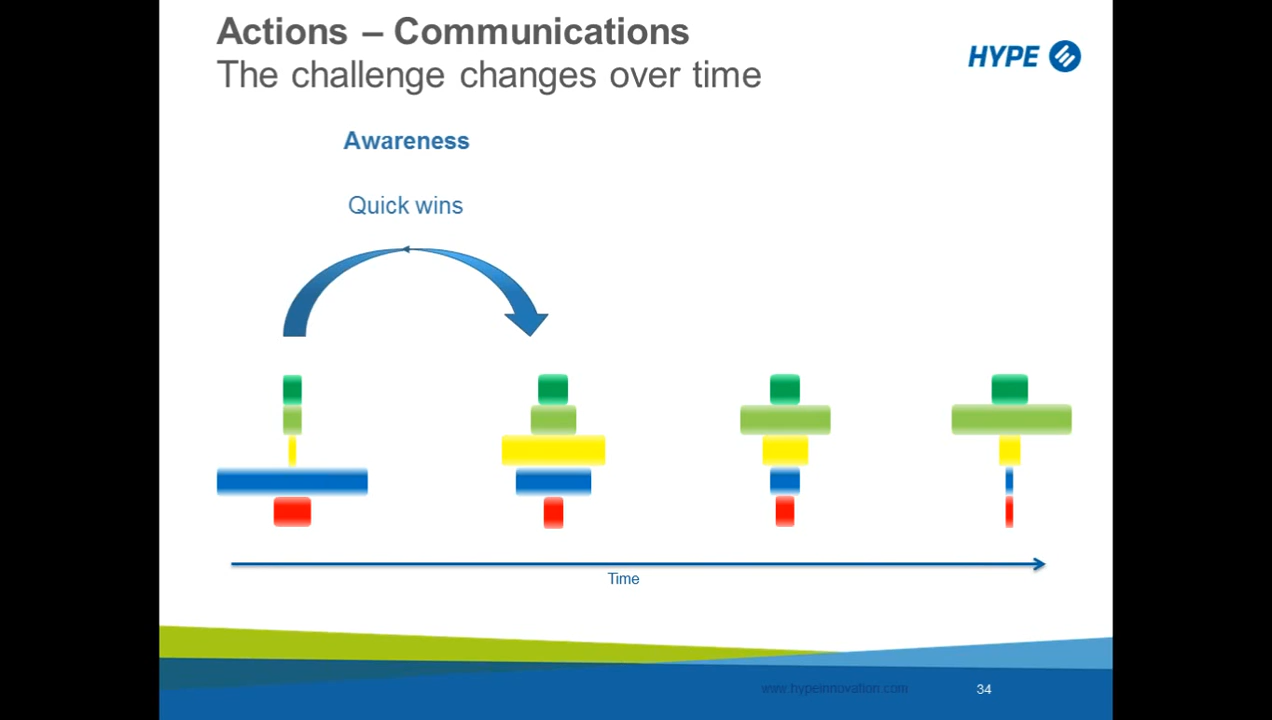 Actions – Communications
The challenge changes over time
HYPE
Awareness
Quick wins
Time
www.hypeinnovation.com
34